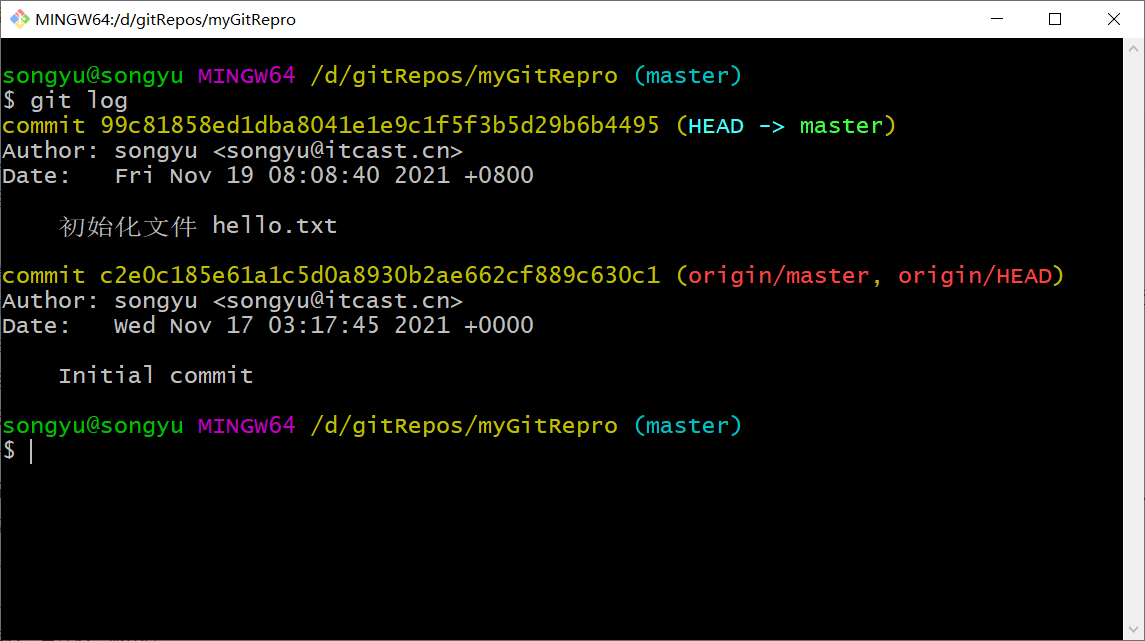 MINGW64:/d/gitRepos/myGitRepro
songyu@songyu MINGW64 /d/gitRepos/myGitRepro (master)
$ git log
commit 99c81858ed1dba8041e1e9c1f5f3b5d29b6b4495 (HEAD -> master)
Author: songyu <songyu@itcast.cn>
Date:   Fri Nov 19 08:08:40 2021 +0800
    初始化文件 hello.txt
commit c2e0c185e61a1c5d0a8930b2ae662cf889c630c1 (origin/master, origin/HEAD)
Author: songyu <songyu@itcast.cn>
Date:   Wed Nov 17 03:17:45 2021 +0000
    Initial commit
songyu@songyu MINGW64 /d/gitRepos/myGitRepro (master)
$